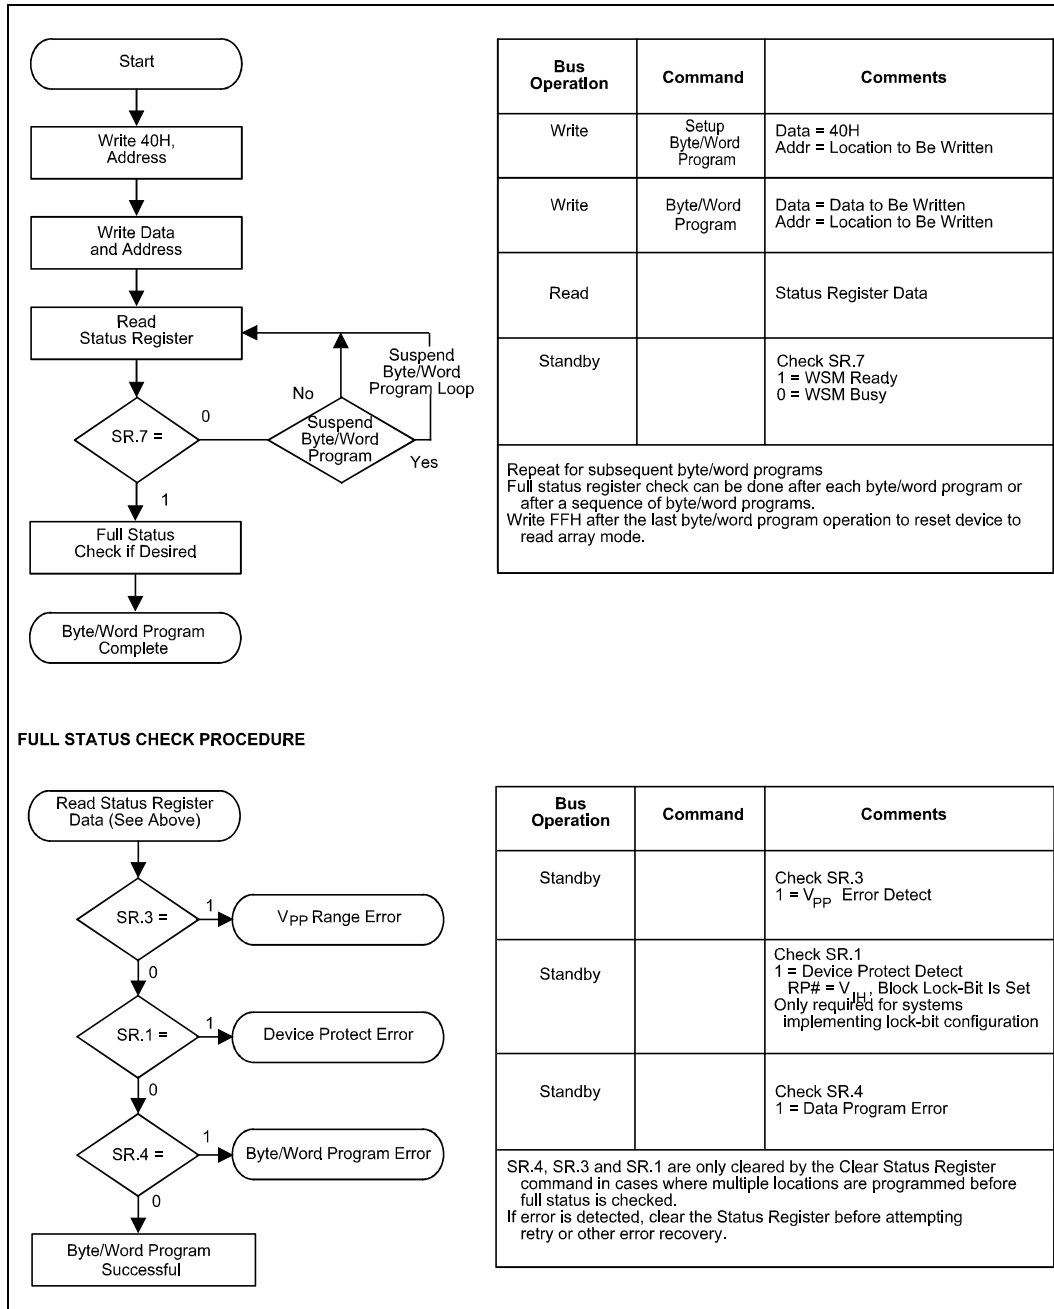 Start
Write 40H,
Address
Write Data
and Address
Read
Status Register
Suspend
Byte/Word
Program Loop
No
0
SR.7 =
Suspend
Byte/Word
Program
Yes
1
Full Status
Check if Desired
Byte/Word Program
Complete
Bus
Operation
Command
Comments
Write
Setup
Byte/Word
Program
Data = 40H
Addr = Location to Be Written
Write
Byte/Word
Program
Data = Data to Be Written
Addr = Location to Be Written
Read
Status Register Data
Standby
Check SR.7
1 = WSM Ready
0 = WSM Busy
Repeat for subsequent byte/word programs
Full status register check can be done after each byte/word program or
after a sequence of byte/word programs.
Write FFH after the last byte/word program operation to reset device to
read array mode.
FULL STATUS CHECK PROCEDURE
Read Status Register
Data (See Above)
SR.3 =
1
VPP Range Error
0
SR.1 =
1
Device Protect Error
0
SR.4 =
1
Byte/Word Program Error
0
Byte/Word Program
Successful
Bus
Operation
Command
Comments
Standby
Check SR.3
1 = VPP Error Detect
Standby
Check SR.1
1 = Device Protect Detect
RP# = VIH, Block Lock-Bit Is Set
Only required for systems
implementing lock-bit configuration
Standby
Check SR.4
1 = Data Program Error
SR.4, SR.3 and SR.1 are only cleared by the Clear Status Register
command in cases where multiple locations are programmed before
full status is checked.
If error is detected, clear the Status Register before attempting
retry or other error recovery.